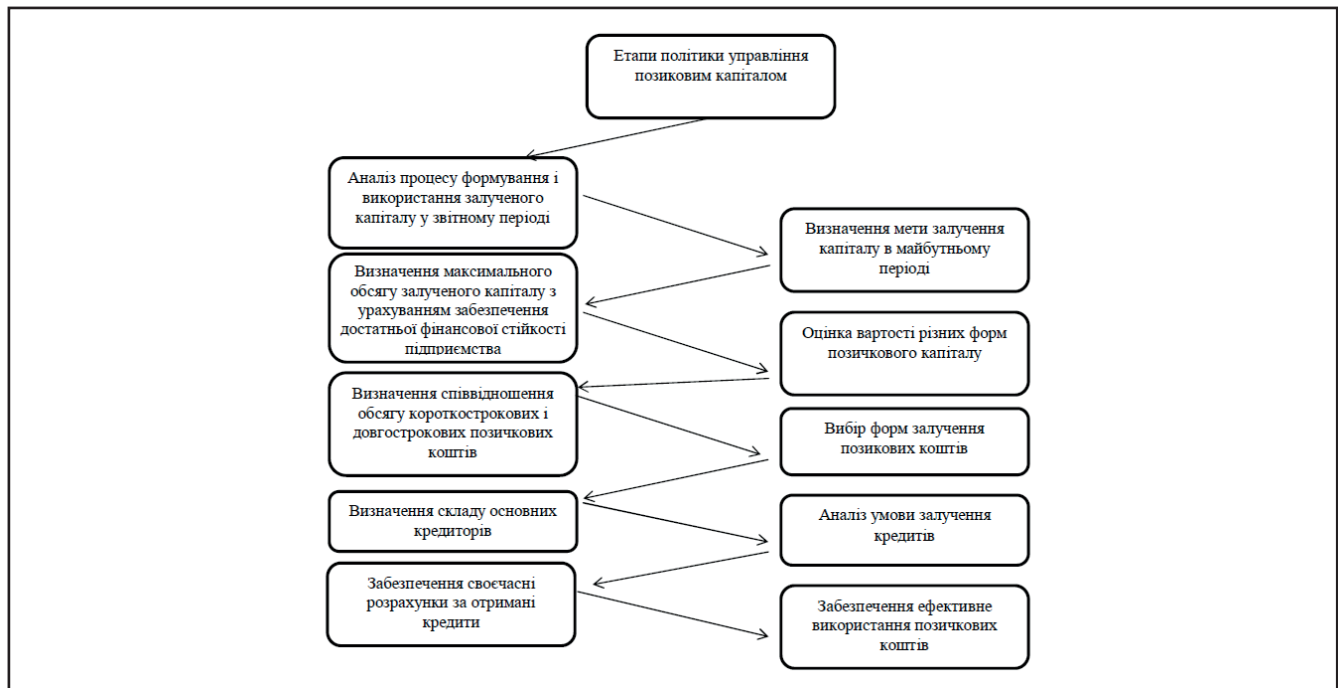 Етапи політики управління
позиковим капіталом
Аналіз процесу формування і
використання залученого
капіталу у звітному періоді
Визначення мети залучення
капіталу в майбутньому
періоді
Визначення максимального
обсягу залученого капіталу з
урахуванням забезпечення
достатньої фінансової стійкості
підприємства
Оцінка вартості різних форм
позичкового капіталу
Визначення співвідношення
обсягу короткострокових і
довгострокових позичкових
коштів
Вибір форм залучення
позикових коштів
Визначення складу основних
кредиторів
Аналіз умови залучення
кредитів
Забезпечення своєчасні
розрахунки за отримані
кредити
Забезпечення ефективне
використання позичкових
коштів